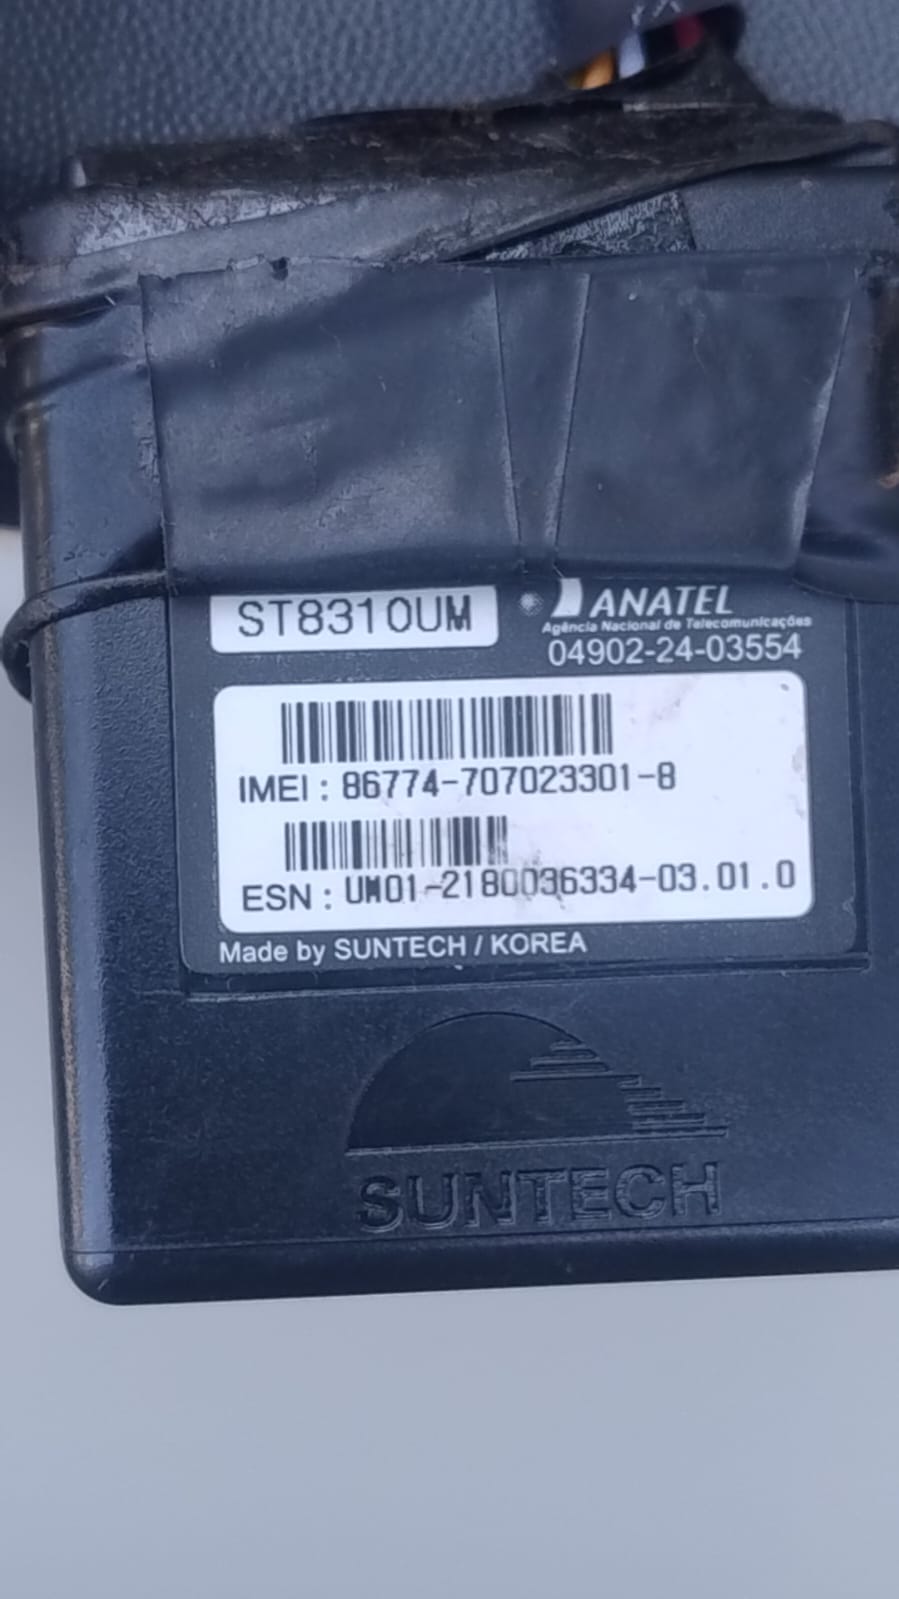 ST8310UM
ANATEL
Agência Nacional de Telecomunicações
04902-24-03554
IMEI : 86774-707023301-8
ESN : UM01-2180036334-03.01.0
Made by SUNTECH / KOREA
SUNTECH